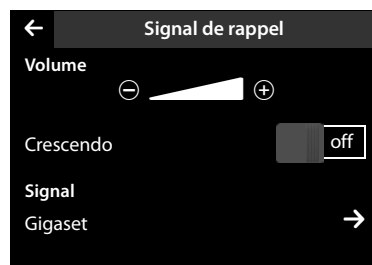 Signal de rappel
Volume
Crescendo off
Signal
Gigaset